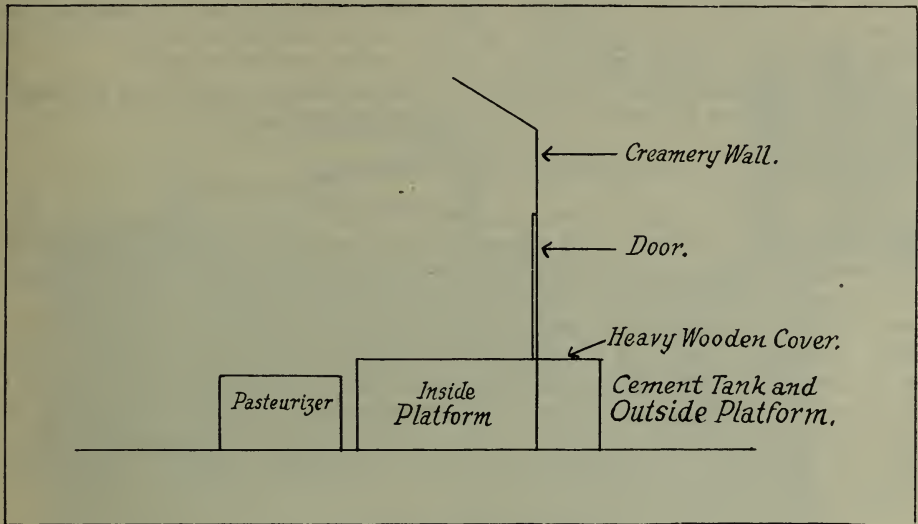 Creamery Wall.
Door.
Heavy Wooden Cover.
Pasteurizer
Inside
Platform
Cement Tank and
Outside Platform.